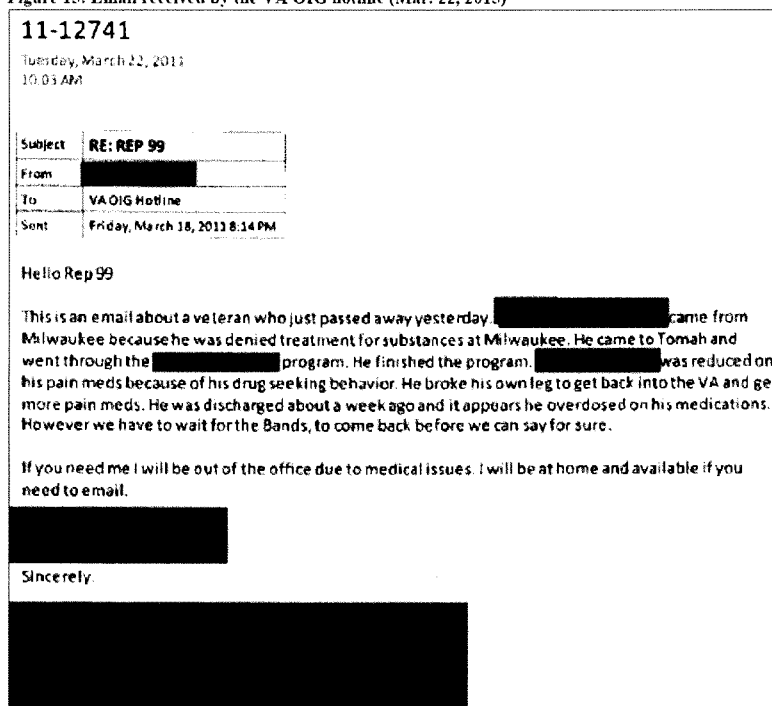 Figure 15. Email received by the VA OIG hotline (Mar. 22, 2013)
11-12741
Tuesday, March 22, 2011
10:03 AM
Subject RE: REP 99
From
To VA OIG Hotline
Sent Friday, March 18, 2011 8:14 PM
Hello Rep 99
This is an email about a veteran who just passed away yesterday. came from
Milwaukee because he was denied treatment for substances at Milwaukee. He came to Tomah and
went through the program. He finished the program. was reduced on
his pain meds because of his drug seeking behavior. He broke his own leg to get back into the VA and ge
more pain meds. He was discharged about a week ago and it appears he overdosed on his medications.
However we have to wait for the Bands, to come back before we can say for sure.
If you need me I will be out of the office due to medical issues. I will be at home and available if you
need to email.
Sincerely.